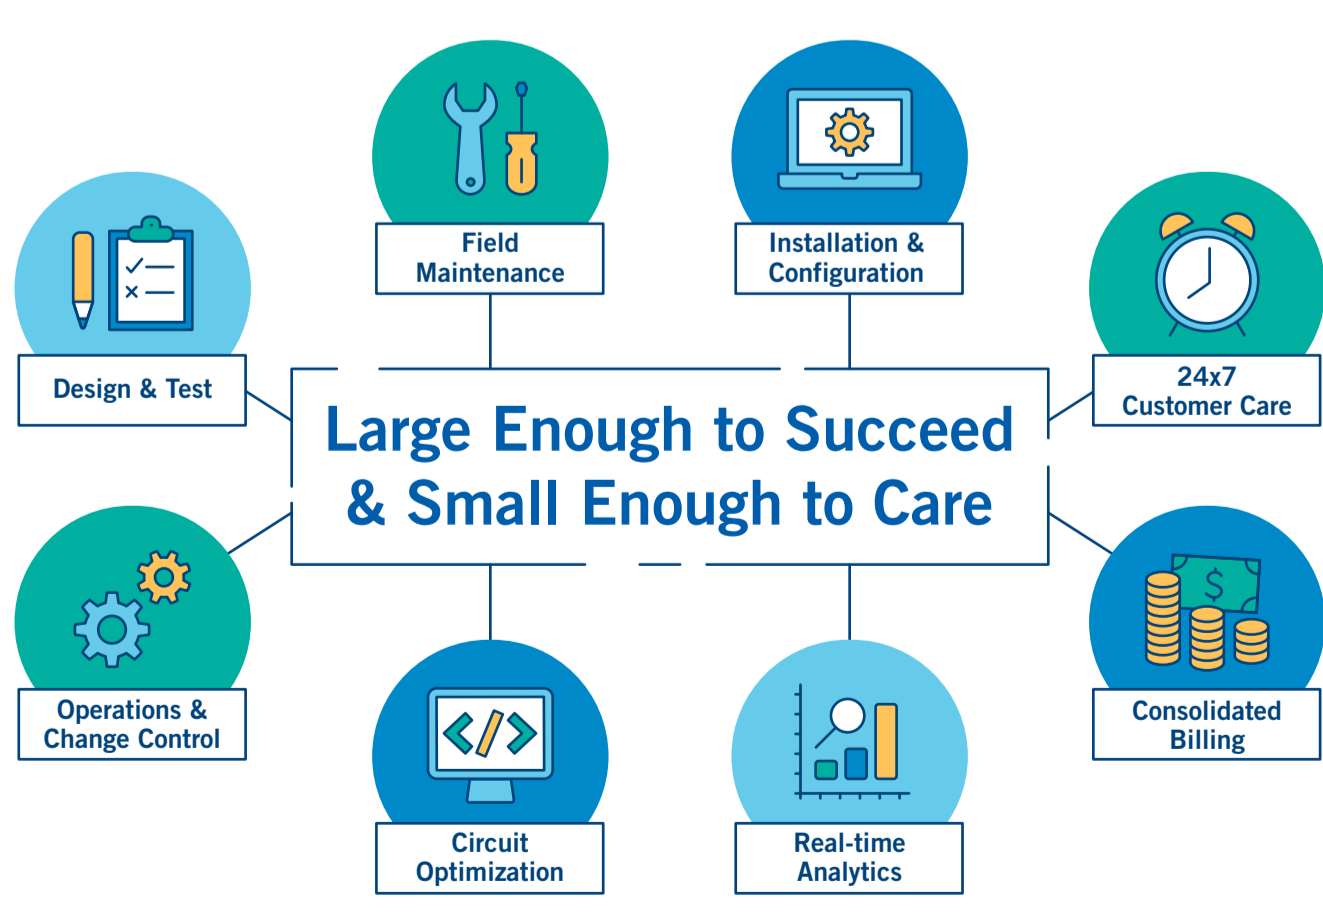 Field
Maintenance
Installation &
Configuration
Design & Test
24x7
Customer Care
Large Enough to Succeed
& Small Enough to Care
$
Operations &
Change Control
Consolidated
Billing
</>
Circuit
Optimization
Real-time
Analytics